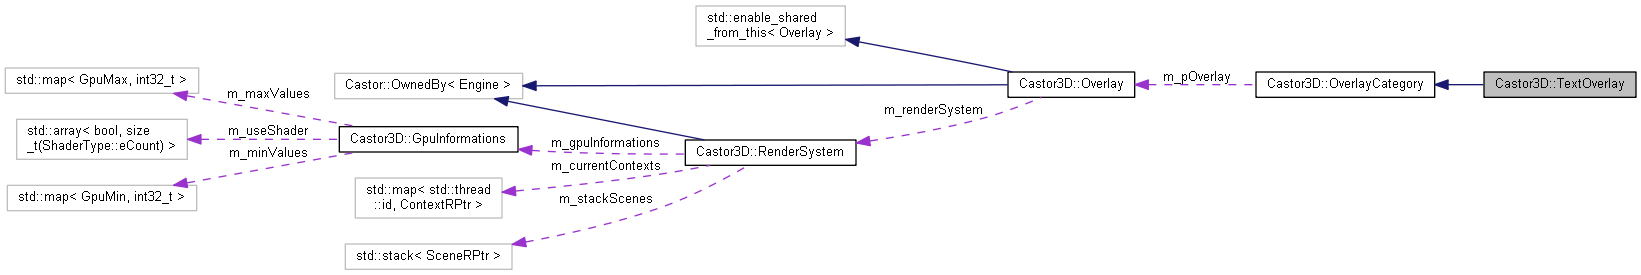 std::enable_shared
_from_this< Overlay >
std::map< GpuMax, int32_t >
Castor::OwnedBy< Engine >
Castor3D::Overlay
m_pOverlay
Castor3D::OverlayCategory
Castor3D::TextOverlay
m_maxValues
m_renderSystem
std::array< bool, size
_t(ShaderType::eCount) >
m_useShader
Castor3D::GpuInformations
m_gpuInformations
Castor3D::RenderSystem
m_minValues
m_currentContexts
std::map< GpuMin, int32_t >
std::map< std::thread
::id, ContextRPtr >
m_stackScenes
std::stack< SceneRPtr >